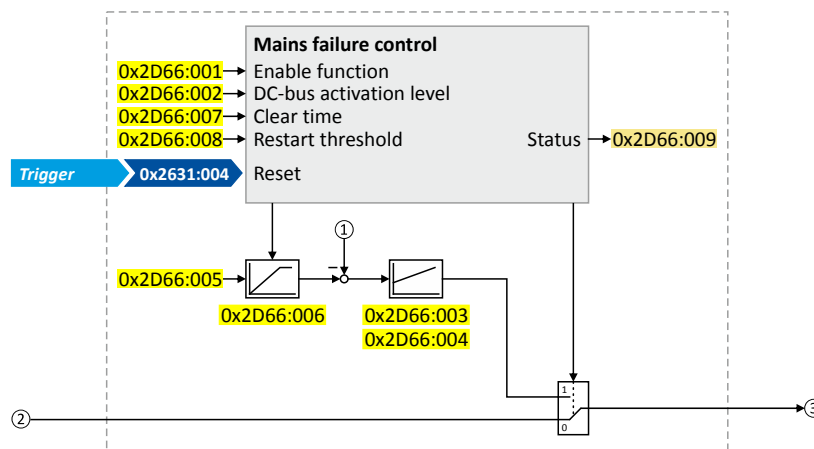 Mains failure control
0x2D66:001 Enable function
0x2D66:002 DC-bus activation level
0x2D66:007 Clear time
0x2D66:008 Restart threshold Status 0x2D66:009
Trigger 0x2631:004 Reset
1
0x2D66:005 −
0x2D66:006 0x2D66:003
0x2D66:004
1
2 3
0